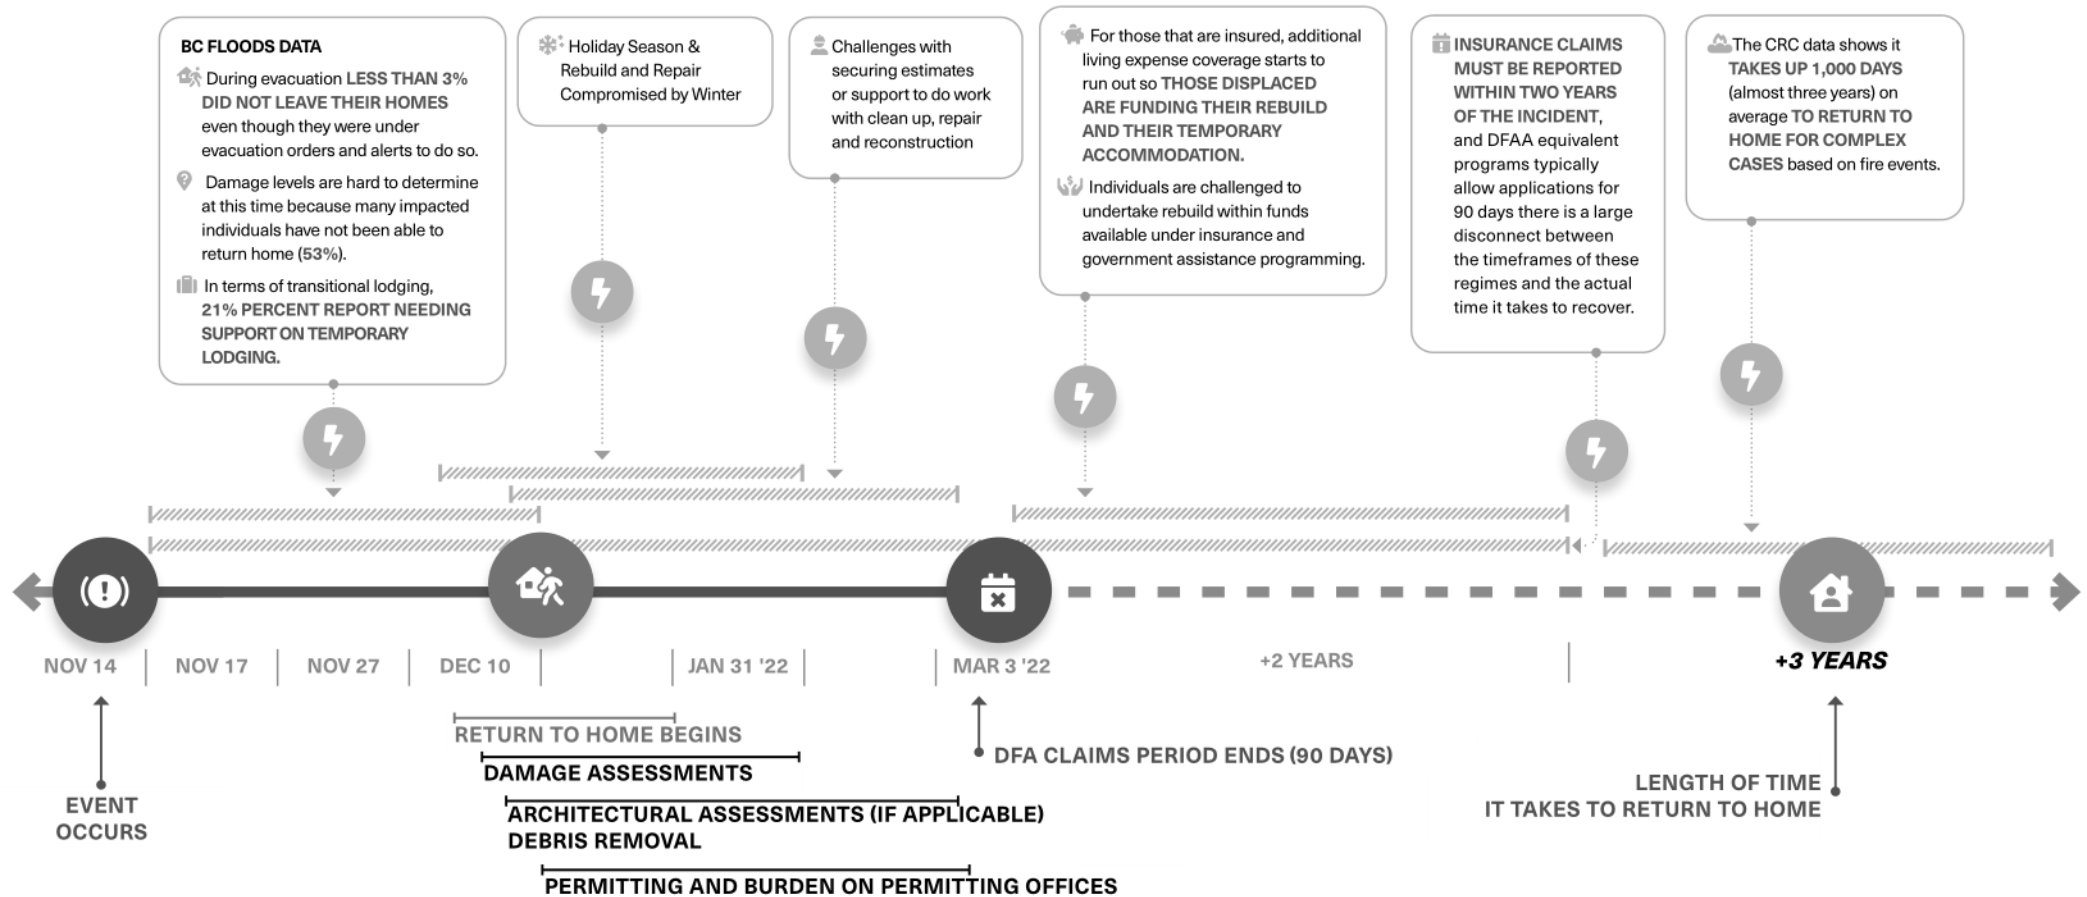 BC FLOODS DATA
During evacuation LESS THAN 3%
DID NOT LEAVE THEIR HOMES
even though they were under
evacuation orders and alerts to do so.
Damage levels are hard to determine
at this time because many impacted
individuals have not been able to
return home (53%).
In terms of transitional lodging,
21% PERCENT REPORT NEEDING
SUPPORT ON TEMPORARY
LODGING.
Holiday Season &
Rebuild and Repair
Compromised by Winter
Challenges with
securing estimates
or support to do work
with clean up, repair
and reconstruction
For those that are insured, additional
living expense coverage starts to
run out so THOSE DISPLACED
ARE FUNDING THEIR REBUILD
AND THEIR TEMPORARY
ACCOMMODATION.
Individuals are challenged to
undertake rebuild within funds
available under insurance and
government assistance programming.
INSURANCE CLAIMS
MUST BE REPORTED
WITHIN TWO YEARS
OF THE INCIDENT,
and DFAA equivalent
programs typically
allow applications for
90 days there is a large
disconnect between
the timeframes of these
regimes and the actual
time it takes to recover.
The CRC data shows it
TAKES UP 1,000 DAYS
(almost three years) on
average TO RETURN TO
HOME FOR COMPLEX
CASES based on fire events.
NOV 14
NOV 17
NOV 27
DEC 10
JAN 31 '22
MAR 3 '22
+2 YEARS
+3 YEARS
EVENT
OCCURS
RETURN TO HOME BEGINS
DAMAGE ASSESSMENTS
ARCHITECTURAL ASSESSMENTS (IF APPLICABLE)
DEBRIS REMOVAL
PERMITTING AND BURDEN ON PERMITTING OFFICES
DFA CLAIMS PERIOD ENDS (90 DAYS)
LENGTH OF TIME
IT TAKES TO RETURN TO HOME